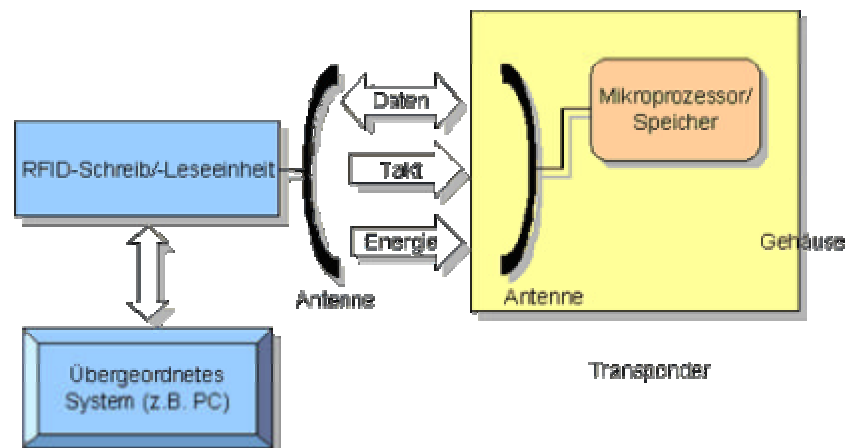 Daten
Mikroprozessor/
Speicher
RFID-Schreib/-Leseeinheit
Takt
Energie
Gehäuse
Antenne
Antenne
Übergeordnetes
System (z.B. PC)
Transponder